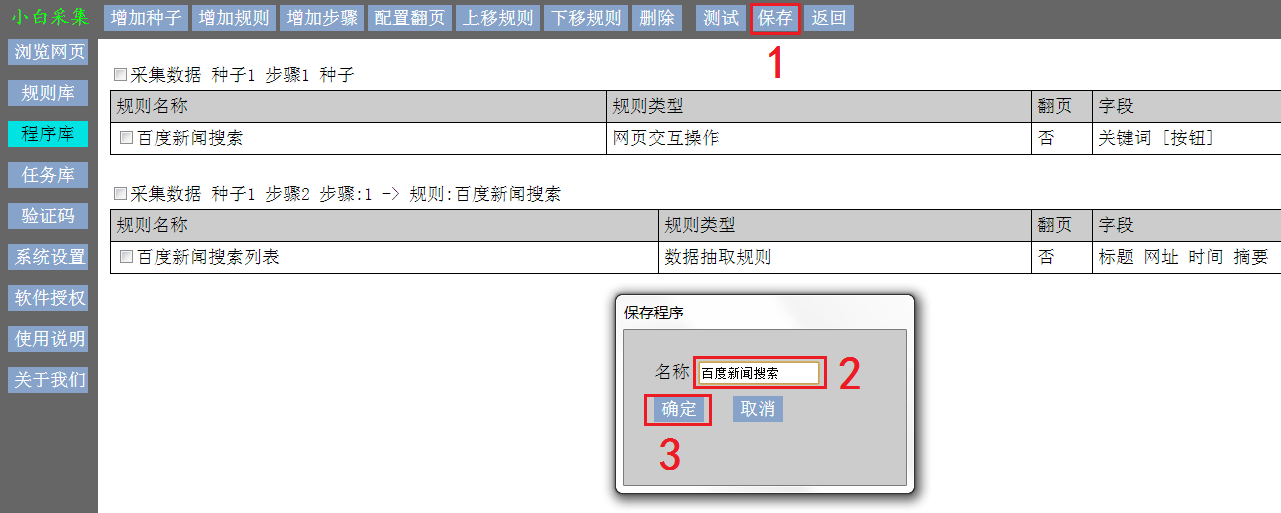 小白采集 增加种子 增加规则 增加步骤 配置翻页 上移规则 下移规则 删除 测试 保存 返回
1
浏览网页
规则库
程序库
任务库
验证码
系统设置
软件授权
使用说明
关于我们
采集数据 种子1 步骤1 种子
规则名称 规则类型 翻页 字段
百度新闻搜索 网页交互操作 否 关键词 [按钮]
采集数据 种子1 步骤2 步骤:1 -> 规则:百度新闻搜索
规则名称 规则类型 翻页 字段
百度新闻搜索列表 数据抽取规则 否 标题 网址 时间 摘要
保存程序
名称 百度新闻搜索 2
确定 取消
3